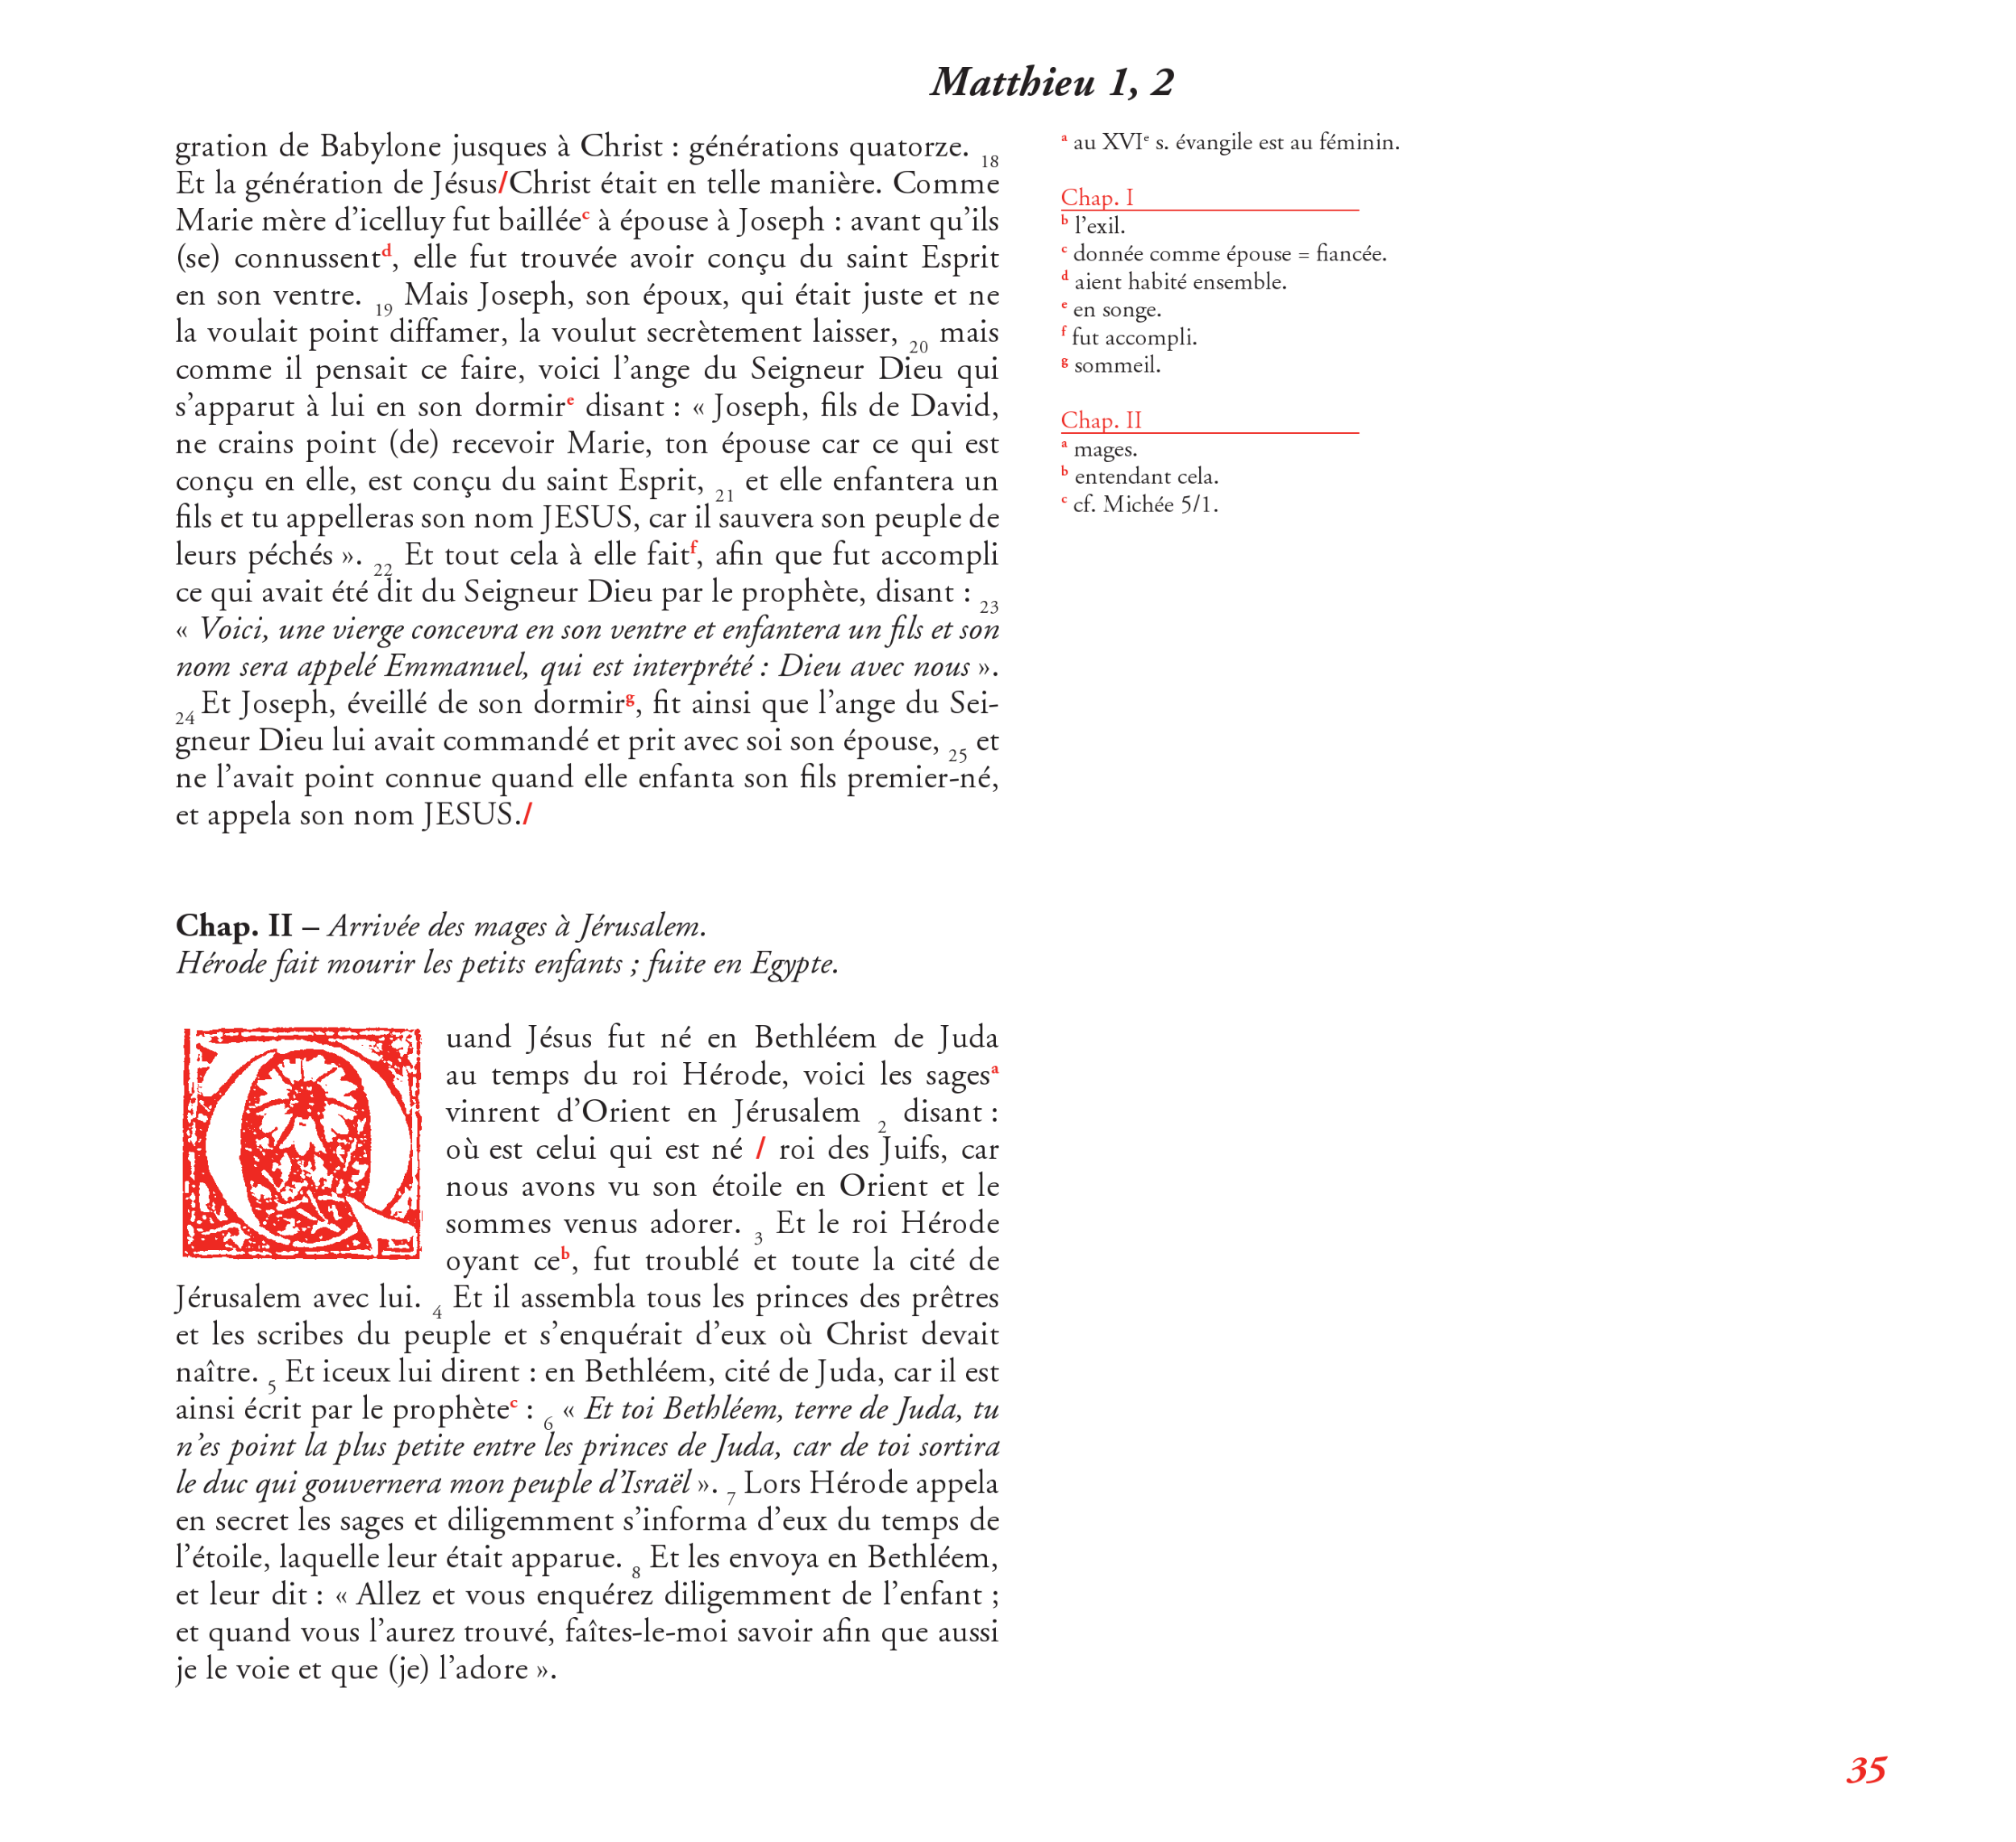 Matthieu 1, 2
gration de Babylone jusques à Christ : générations quatorze. 18
Et la génération de Jésus/Christ était en telle manière. Comme
Marie mère d’icelluy fut bailléec à épouse à Joseph : avant qu’ils
(se) connussentd, elle fut trouvée avoir conçu du saint Esprit
en son ventre. 19 Mais Joseph, son époux, qui était juste et ne
la voulait point diffamer, la voulut secrètement laisser, 20 mais
comme il pensait ce faire, voici l’ange du Seigneur Dieu qui
s’apparut à lui en son dormire disant : « Joseph, fils de David,
ne crains point (de) recevoir Marie, ton épouse car ce qui est
conçu en elle, est conçu du saint Esprit, 21 et elle enfantera un
fils et tu appelleras son nom JESUS, car il sauvera son peuple de
leurs péchés ». 22 Et tout cela à elle faitf, afin que fut accompli
ce qui avait été dit du Seigneur Dieu par le prophète, disant : 23
« Voici, une vierge concevra en son ventre et enfantera un fils et son
nom sera appelé Emmanuel, qui est interprété : Dieu avec nous ».
24 Et Joseph, éveillé de son dormirg, fit ainsi que l’ange du Sei-
gneur Dieu lui avait commandé et prit avec soi son épouse, 25 et
ne l’avait point connue quand elle enfanta son fils premier-né,
et appela son nom JESUS./
Chap. II – Arrivée des mages à Jérusalem.
Hérode fait mourir les petits enfants ; fuite en Egypte.
Quand Jésus fut né en Bethléem de Juda
au temps du roi Hérode, voici les sagesa
vinrent d’Orient en Jérusalem 2 disant :
où est celui qui est né / roi des Juifs, car
nous avons vu son étoile en Orient et le
sommes venus adorer. 3 Et le roi Hérode
oyant ceb, fut troublé et toute la cité de
Jérusalem avec lui. 4 Et il assembla tous les princes des prêtres
et les scribes du peuple et s’enquérait d’eux où Christ devait
naître. 5 Et iceux lui dirent : en Bethléem, cité de Juda, car il est
ainsi écrit par le prophètec : 6 « Et toi Bethléem, terre de Juda, tu
n’es point la plus petite entre les princes de Juda, car de toi sortira
le duc qui gouvernera mon peuple d’Israël ». 7 Lors Hérode appela
en secret les sages et diligemment s’informa d’eux du temps de
l’étoile, laquelle leur était apparue. 8 Et les envoya en Bethléem,
et leur dit : « Allez et vous enquérez diligemment de l’enfant ;
et quand vous l’aurez trouvé, faîtes-le-moi savoir afin que aussi
je le voie et que (je) l’adore ».
a au XVIe s. évangile est au féminin.
Chap. I
b l’exil.
c donnée comme épouse = fiancée.
d aient habité ensemble.
e en songe.
f fut accompli.
g sommeil.
Chap. II
a mages.
b entendant cela.
c cf. Michée 5/1.
35